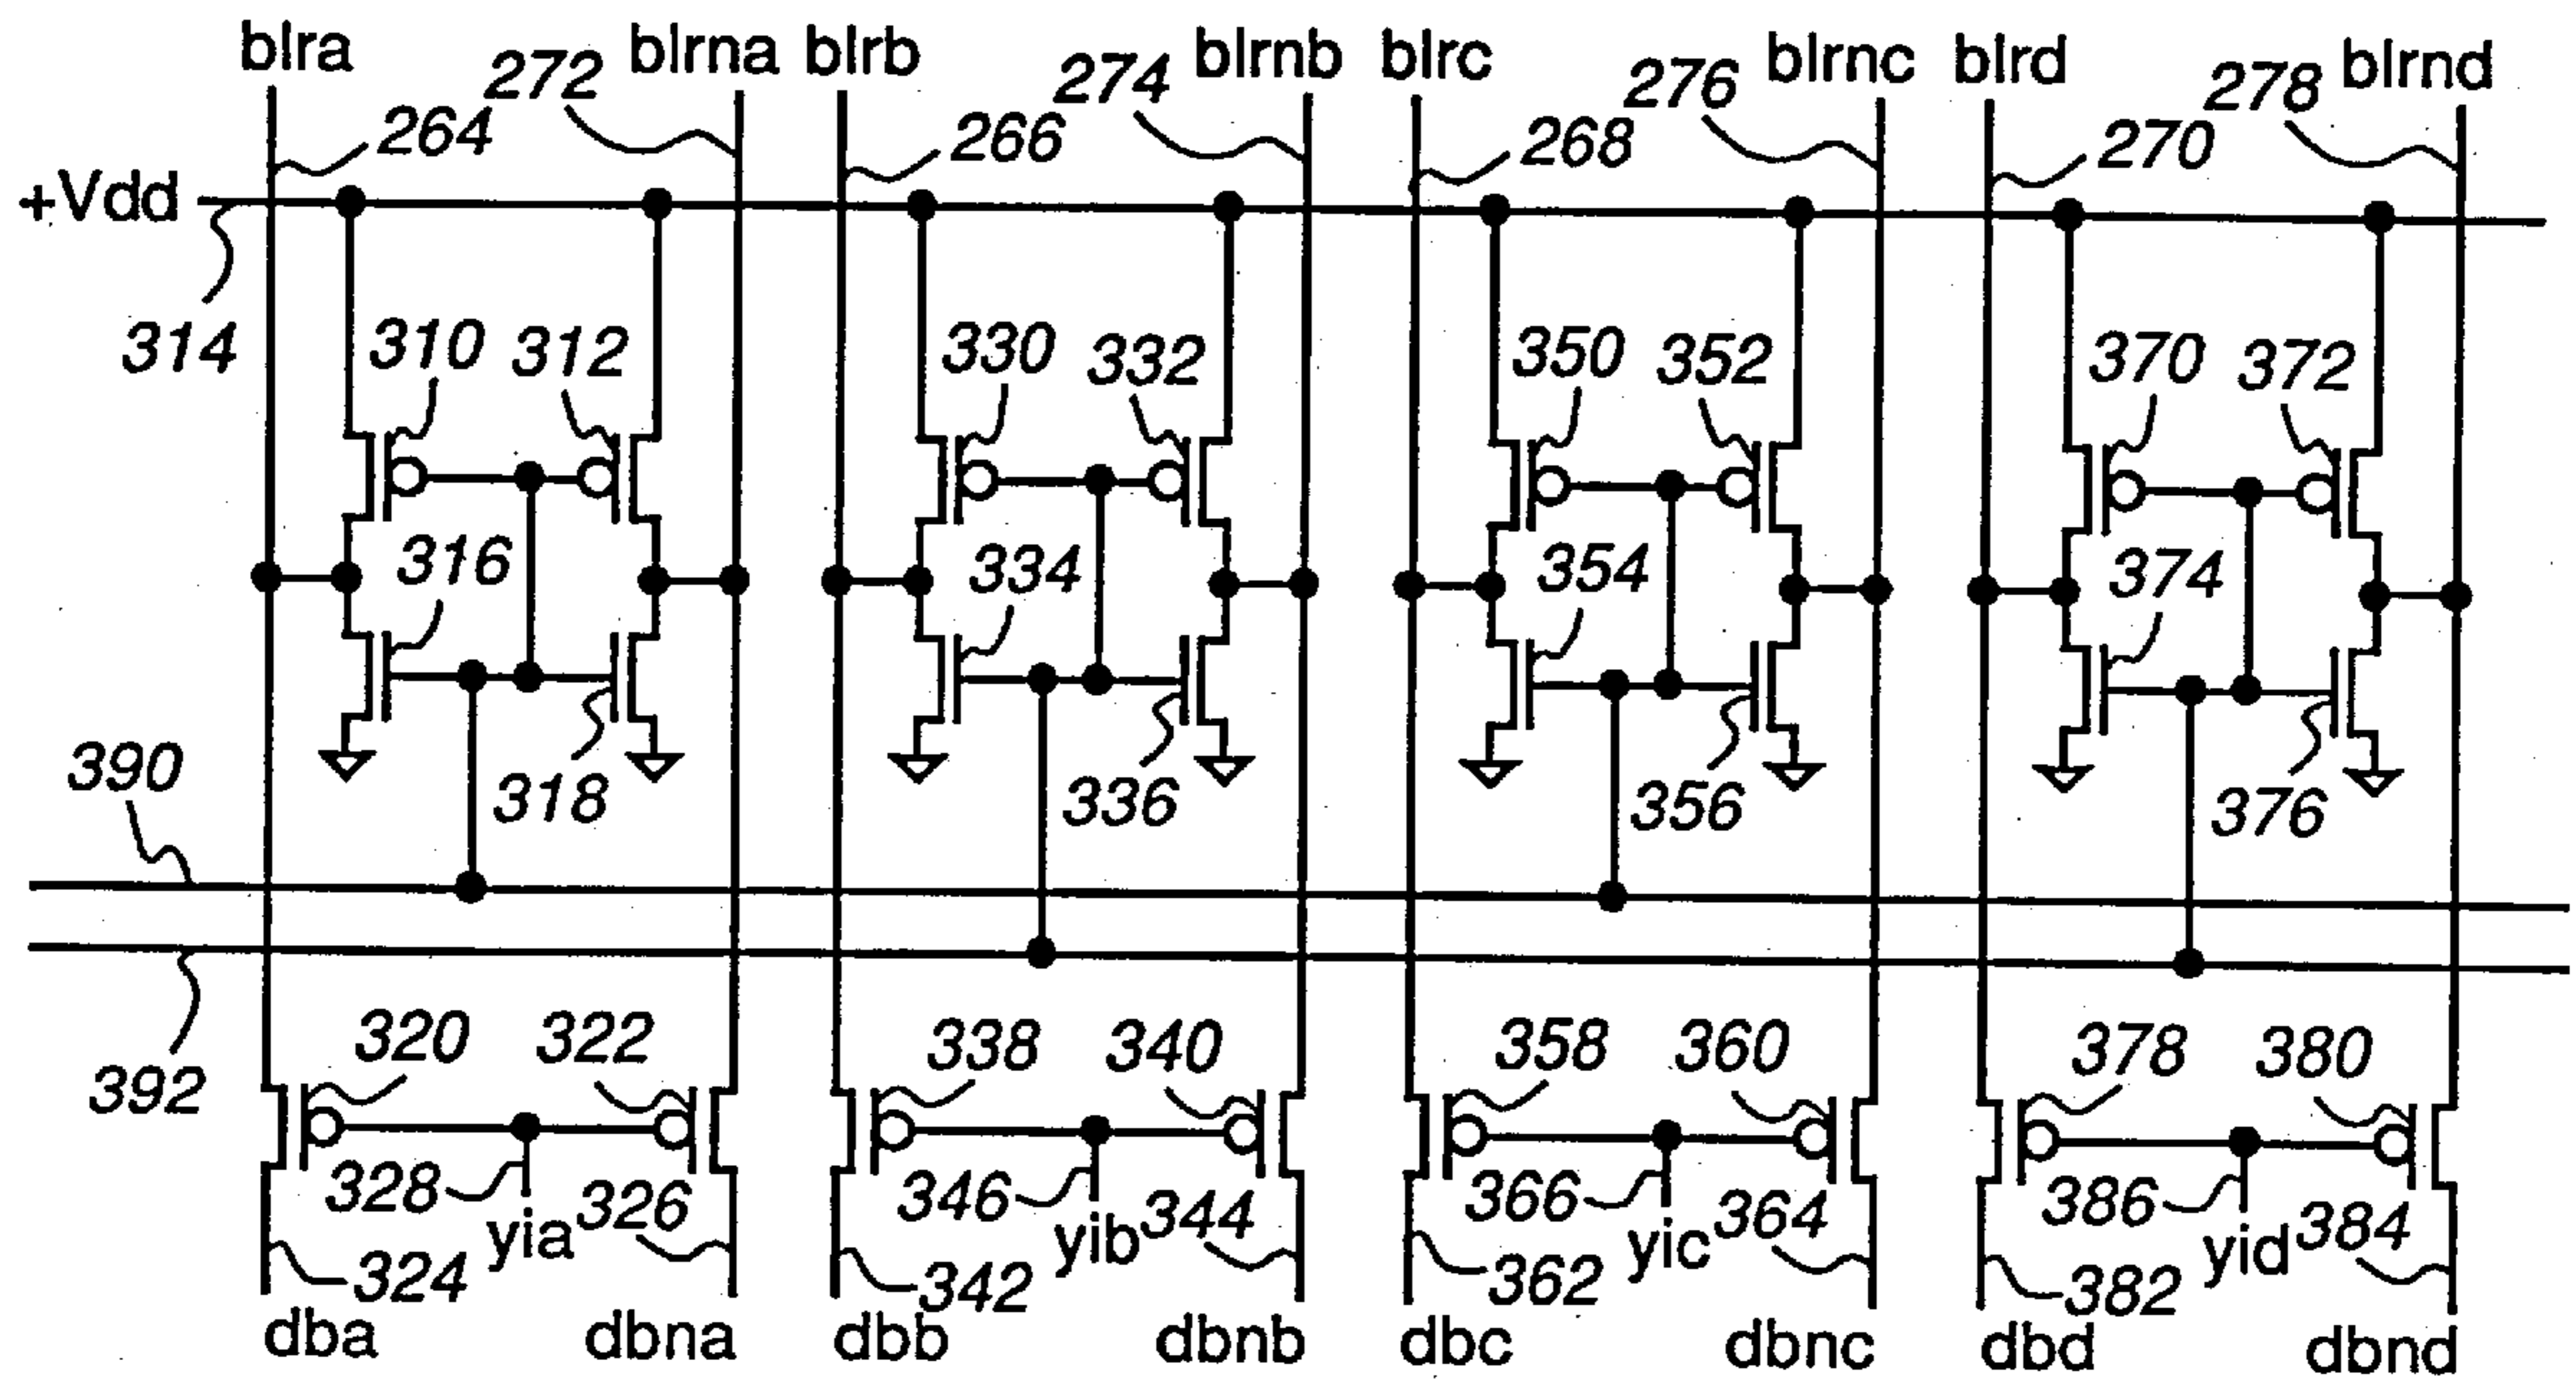 blra 272 blrna blrb 274 blrnb blrc 276 blrnc blrd 278 blrnd
264 266 268 270
+Vdd
314 310 312 330 332 350 352 370 372
316 334 354 374
390 318 336 356 376
392 320 322 338 340 358 360 378 380
328 yia 326 346 yib 344 366 yic 364 386 yid 384
324 342 362 382
dba dbna dbb dbnb dbc dbnc dbd dbnd